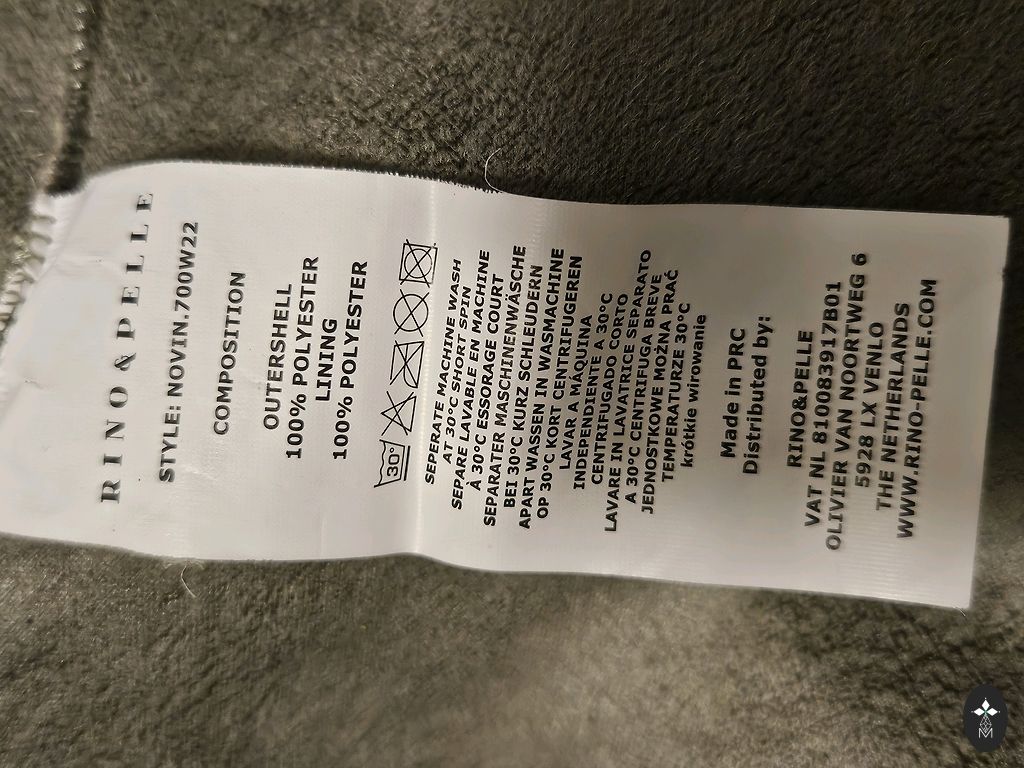 RINO&PELLE
STYLE: NOVIN.700W22
COMPOSTIION
OUTERSHELL
100% POLYESTER
LINING
100% POLYESTER
30°
SEPERATE MACHINE WASH
AT 30°C SHORT SPIN
SEPARE LAVABLE EN MACHINE
À 30°C ESSORAGE COURT
SEPARATER MASCHINENWÄSCHE
BEI 30°C KURZ SCHLEUDERN
APART WASSEN IN WASMACHINE
OP 30°C KORT CENTRIFUGEREN
LAVAR A MÁQUINA
INDEPENDIENTE A 30°C
CENTRIFUGADO CORTO
LAVARE IN LAVATRICE SEPARATO
A 30°C CENTRIFUGA BREVE
JEDNOSTKOWE MOŻNA PRAĆ
TEMPERATURZE 30°C
krótkie wirowanie
Made in PRC
Distributed by:
RINO&PELLE
VAT NL 810083917B01
OLIVIER VAN NOORTWEG 6
5928 LX VENLO
THE NETHERLANDS
WWW.RINO-PELLE.COM
M